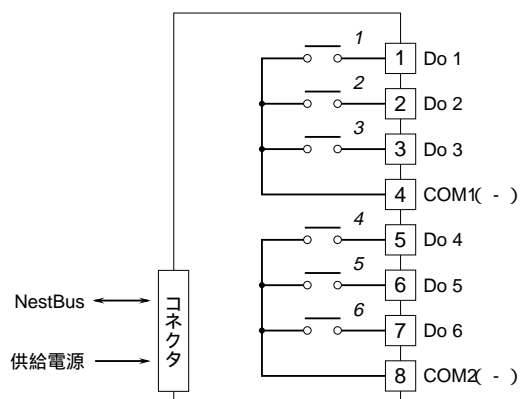 1
1 Do 1
2
2 Do 2
3
3 Do 3
4 COM1( - )
4
5 Do 4
5
6 Do 5
6
7 Do 6
8 COM2( - )
コネクタ
NestBus
供給電源